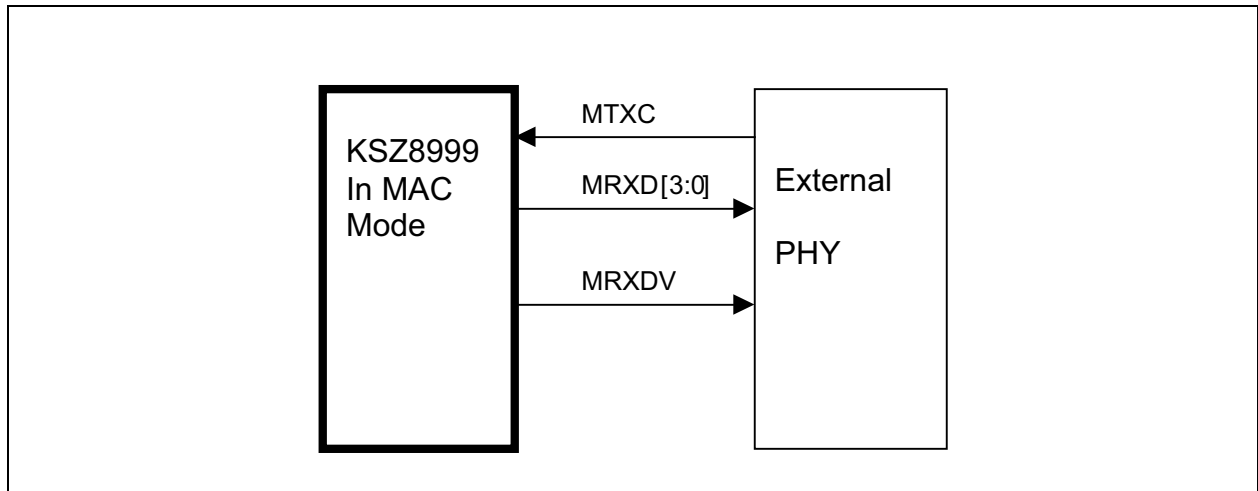 KSZ8999
In MAC
Mode
MTXC
MRXD[3:0]
MRXDV
External
PHY